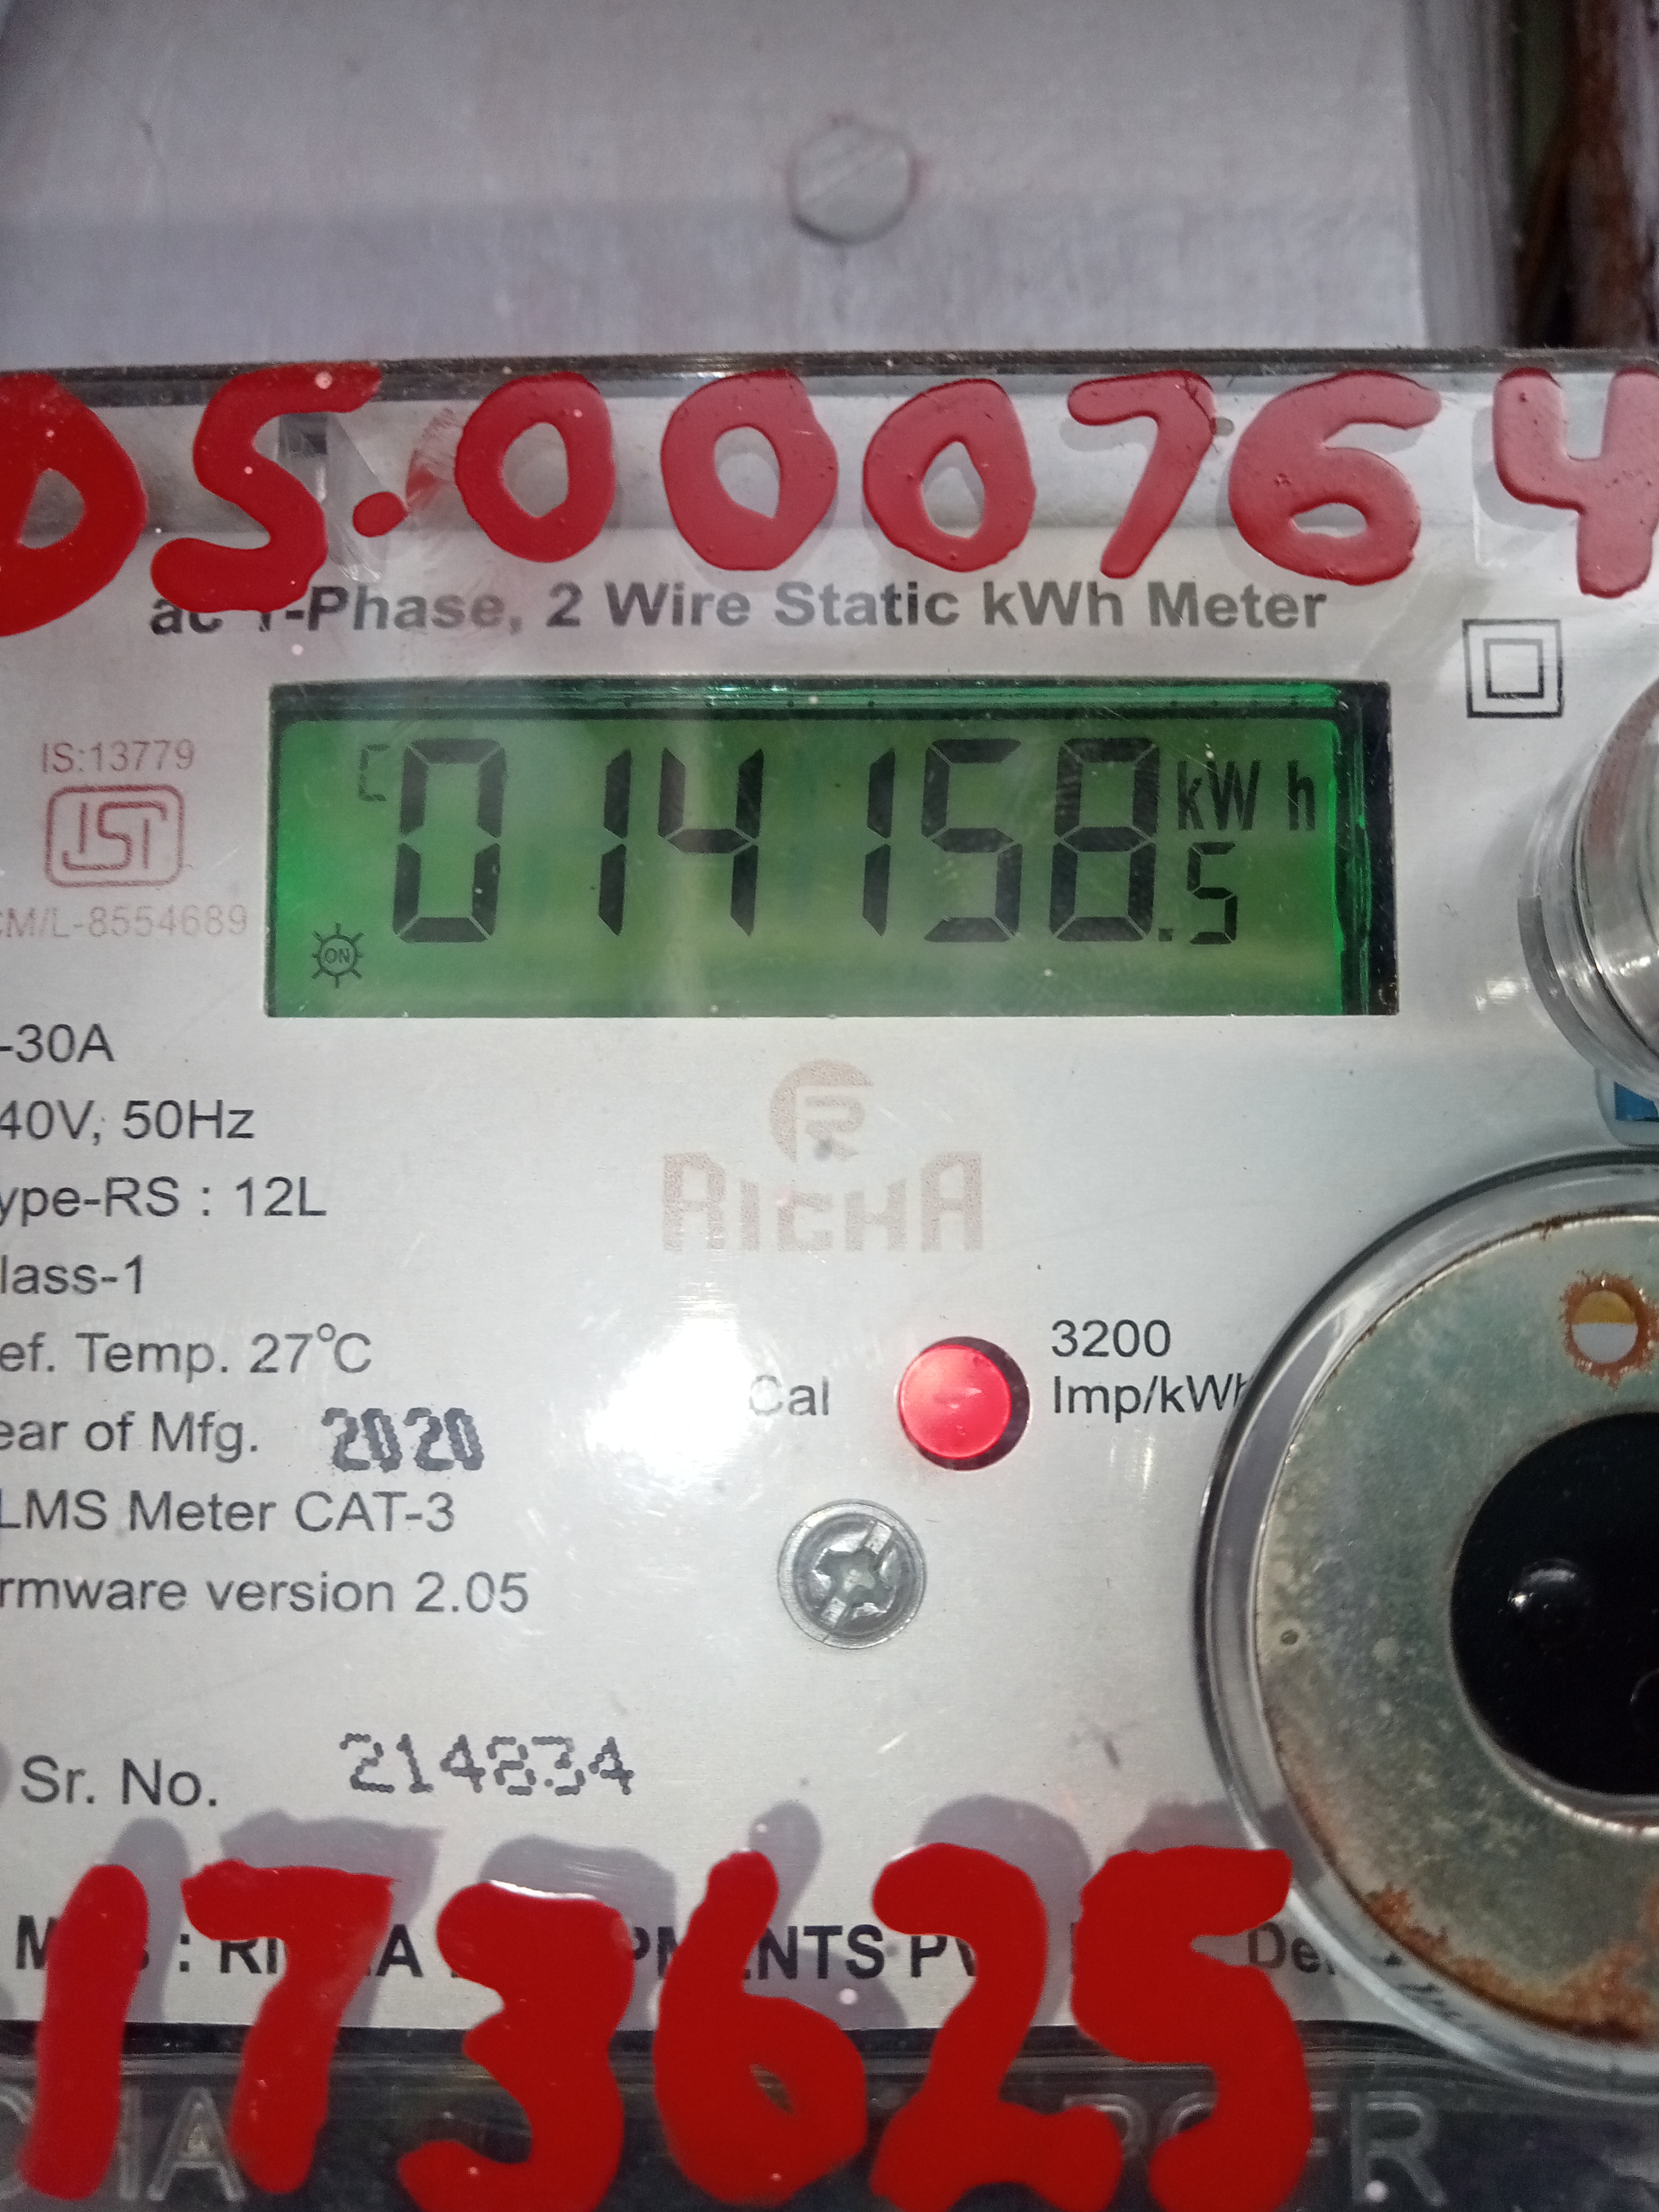 DS.000764
ac 1-Phase, 2 Wire Static kWh Meter
IS:13779
ISI
CM/L-8554689
C 014158.5 kWh
ON
-30A
40V, 50Hz
ype-RS : 12L
lass-1
ef. Temp. 27°C
ear of Mfg. 2020
LMS Meter CAT-3
rmware version 2.05
RICHA
Cal
3200
Imp/kWh
Sr. No. 214834
173625